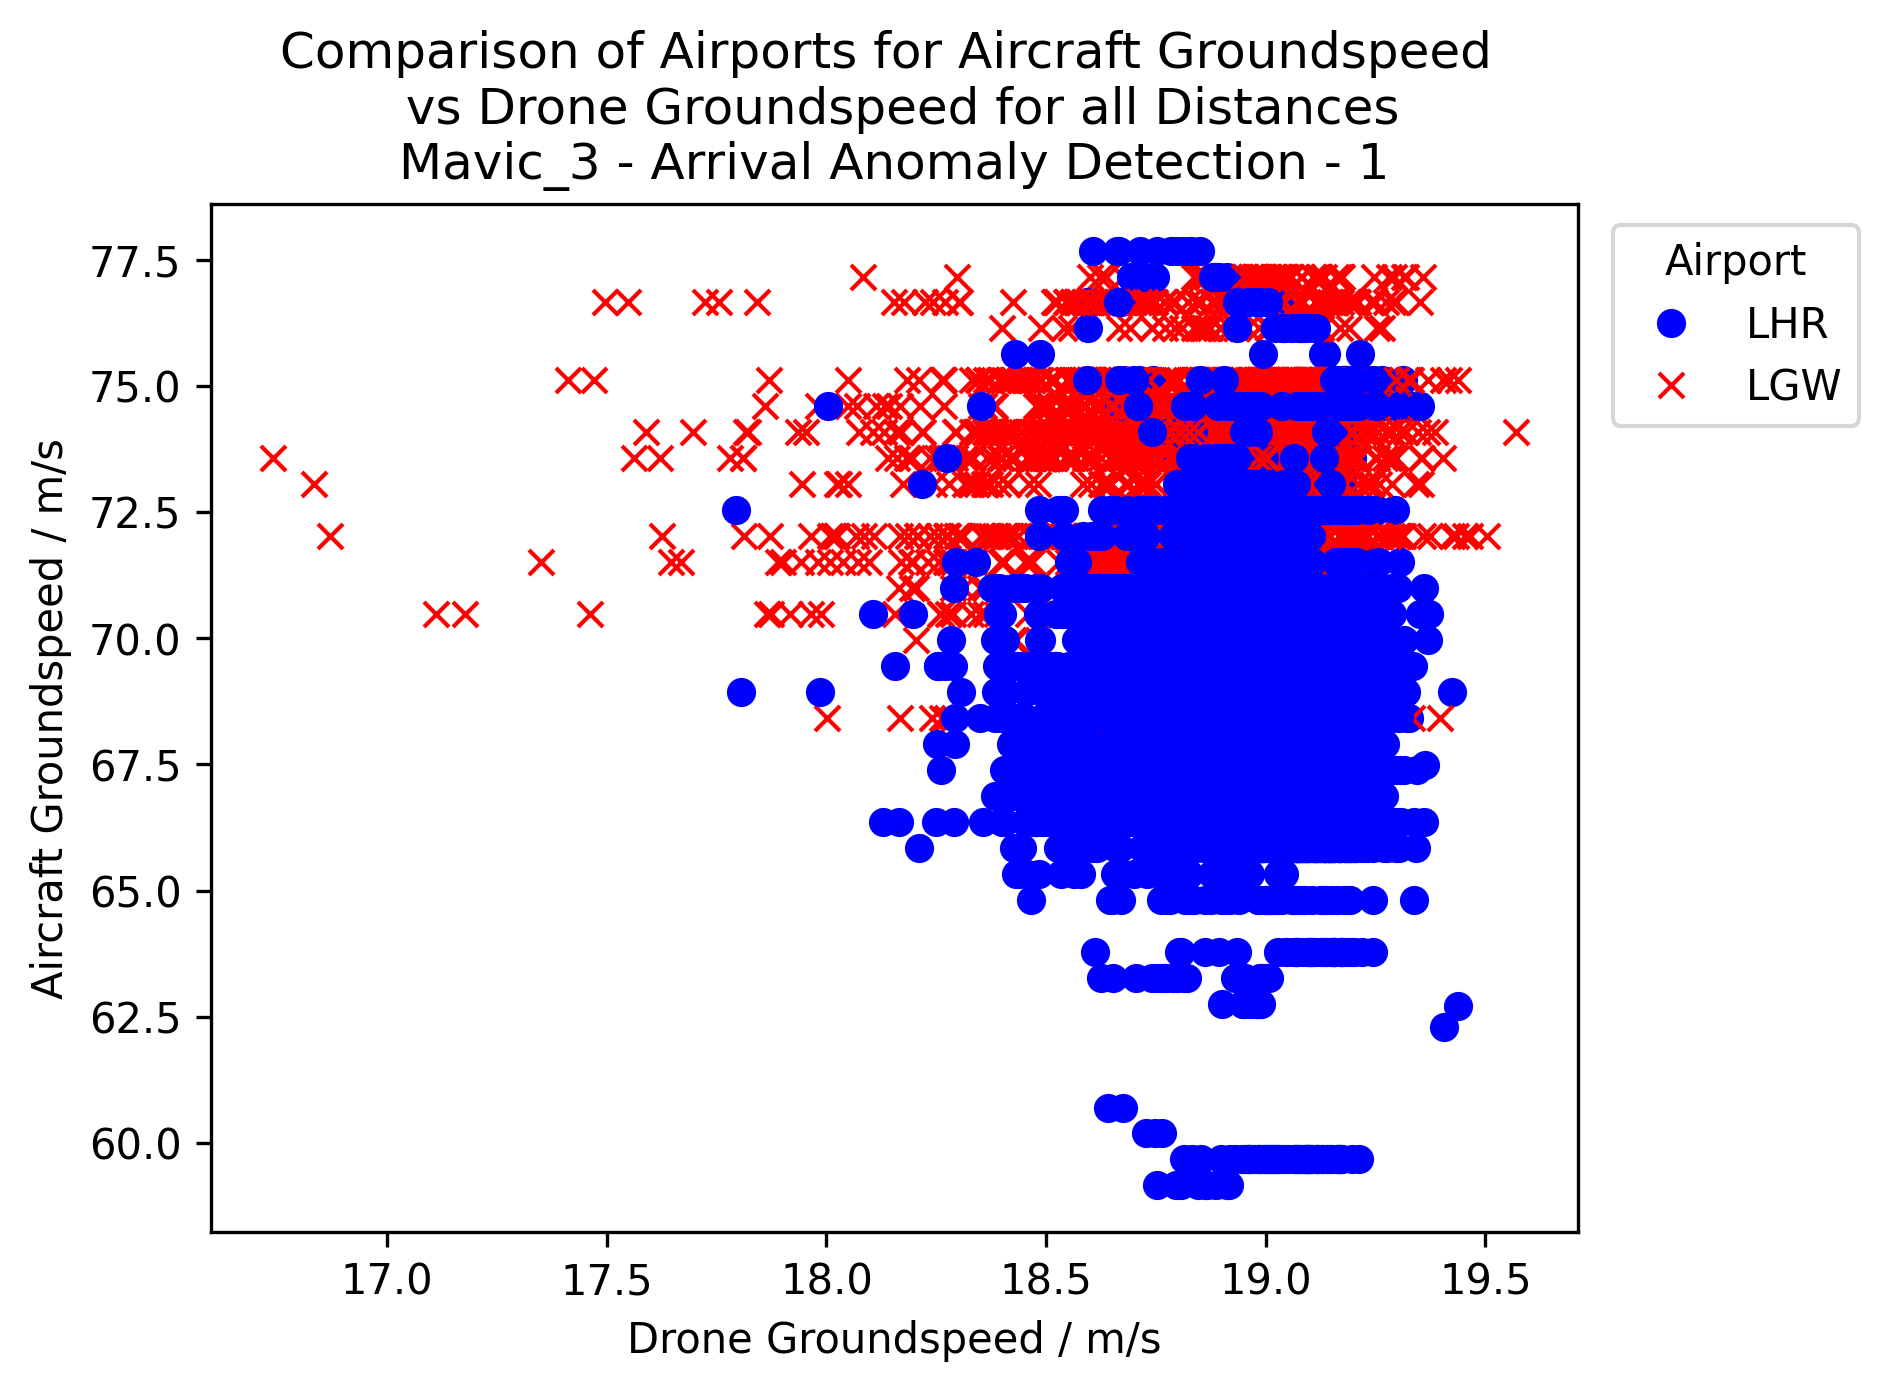 Comparison of Airports for Aircraft Groundspeed
vs Drone Groundspeed for all Distances
Mavic_3 - Arrival Anomaly Detection - 1
Airport
LHR
LGW
Aircraft Groundspeed / m/s
77.5
75.0
72.5
70.0
67.5
65.0
62.5
60.0
17.0 17.5 18.0 18.5 19.0 19.5
Drone Groundspeed / m/s